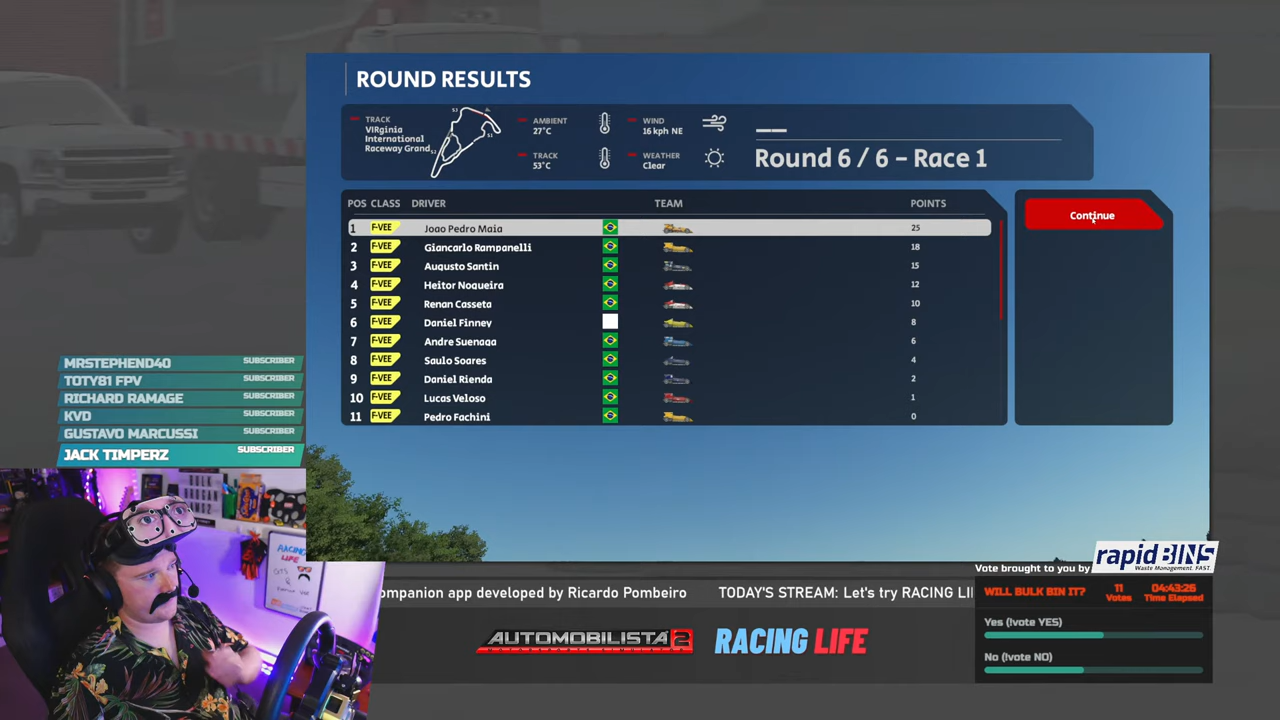 ROUND RESULTS
TRACK
VIRginia
International
Raceway Grand
AMBIENT
27°C
TRACK
53°C
WIND
16 kph NE
WEATHER
Clear
Round 6 / 6 – Race 1
POS CLASS DRIVER TEAM POINTS
1 F-VEE Joao Pedro Maia 25
2 F-VEE Giancarlo Rampanelli 18
3 F-VEE Augusto Santin 15
4 F-VEE Heitor Nogueira 12
5 F-VEE Renan Casseta 10
6 F-VEE Daniel Finney 8
7 F-VEE Andre Suenaga 6
8 F-VEE Saulo Soares 4
9 F-VEE Daniel Rienda 2
10 F-VEE Lucas Veloso 1
11 F-VEE Pedro Fachini 0
Continue
MRSTEPHEND40 SUBSCRIBER
TOTY81 FPV SUBSCRIBER
RICHARD RAMAGE SUBSCRIBER
KVD SUBSCRIBER
GUSTAVO MARCUSSI SUBSCRIBER
JACK TIMPERZ SUBSCRIBER
RACING
LIFE
ompanion app developed by Ricardo Pombeiro TODAY'S STREAM: Let's try RACING LI
AUTOMOBILISTA 2
RACING LIFE
Vote brought to you by
rapidBINS
Waste Management. FAST.
WILL BULK BIN IT?
11
Votes
04:43:26
Time Elapsed
Yes (!vote YES)
No (!vote NO)